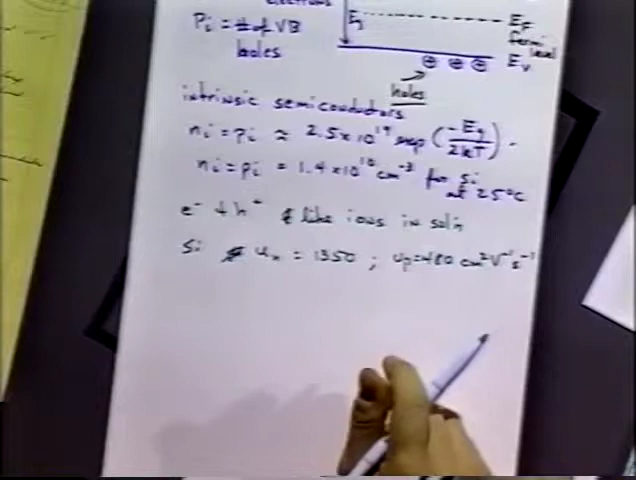 electrons
Pi = # of VB
holes
Eg
EF
fermi
level
Ev
holes
intrinsic semiconductors
ni = pi ≈ 2.5 x 10^19 exp (-Eg/2kT) .
ni = pi = 1.4 x 10^10 cm^-3 for Si
at 25°C
e- + h+ like ions in soln
Si un = 1350 ; up = 480 cm^2 V^-1 s^-1